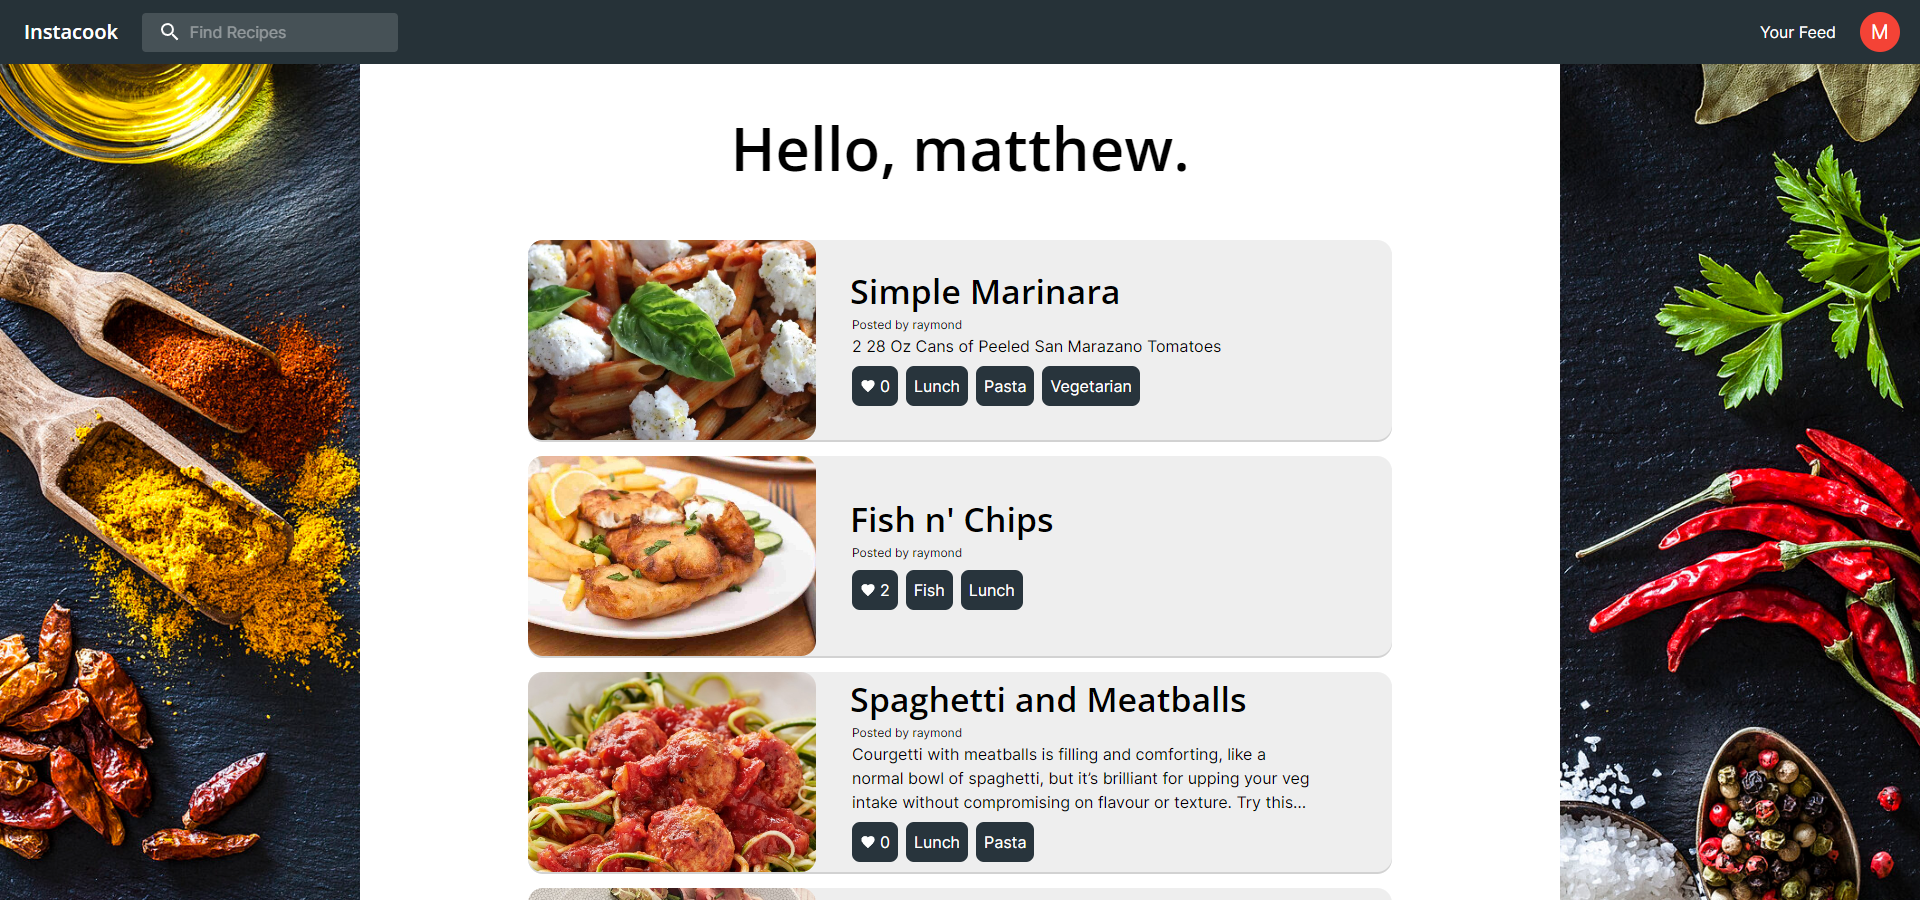 Instacook
Find Recipes
Your Feed
M
Hello, matthew.
Simple Marinara
Posted by raymond
2 28 Oz Cans of Peeled San Marazano Tomatoes
0
Lunch
Pasta
Vegetarian
Fish n' Chips
Posted by raymond
2
Fish
Lunch
Spaghetti and Meatballs
Posted by raymond
Courgetti with meatballs is filling and comforting, like a
normal bowl of spaghetti, but it’s brilliant for upping your veg
intake without compromising on flavour or texture. Try this...
0
Lunch
Pasta